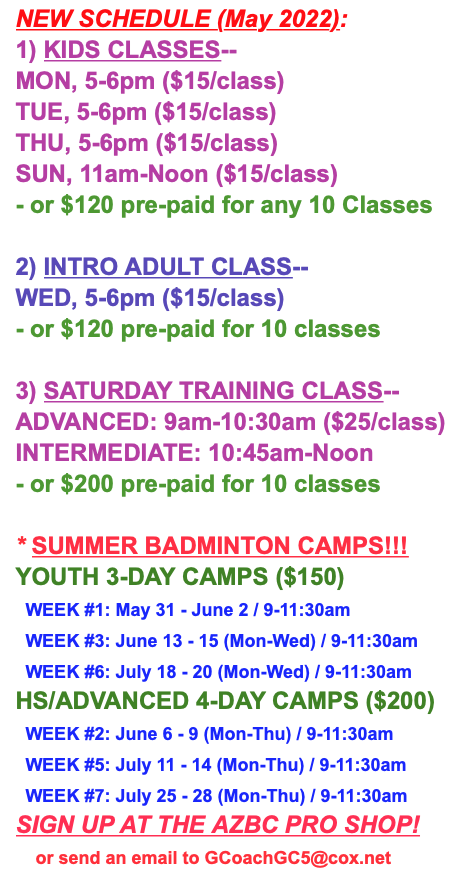 NEW SCHEDULE (May 2022):
1) KIDS CLASSES--
MON, 5-6pm ($15/class)
TUE, 5-6pm ($15/class)
THU, 5-6pm ($15/class)
SUN, 11am-Noon ($15/class)
- or $120 pre-paid for any 10 Classes
2) INTRO ADULT CLASS--
WED, 5-6pm ($15/class)
- or $120 pre-paid for 10 classes
3) SATURDAY TRAINING CLASS--
ADVANCED: 9am-10:30am ($25/class)
INTERMEDIATE: 10:45am-Noon
- or $200 pre-paid for 10 classes
* SUMMER BADMINTON CAMPS!!!
YOUTH 3-DAY CAMPS ($150)
WEEK #1: May 31 - June 2 / 9-11:30am
WEEK #3: June 13 - 15 (Mon-Wed) / 9-11:30am
WEEK #6: July 18 - 20 (Mon-Wed) / 9-11:30am
HS/ADVANCED 4-DAY CAMPS ($200)
WEEK #2: June 6 - 9 (Mon-Thu) / 9-11:30am
WEEK #5: July 11 - 14 (Mon-Thu) / 9-11:30am
WEEK #7: July 25 - 28 (Mon-Thu) / 9-11:30am
SIGN UP AT THE AZBC PRO SHOP!
or send an email to GCoachGC5@cox.net